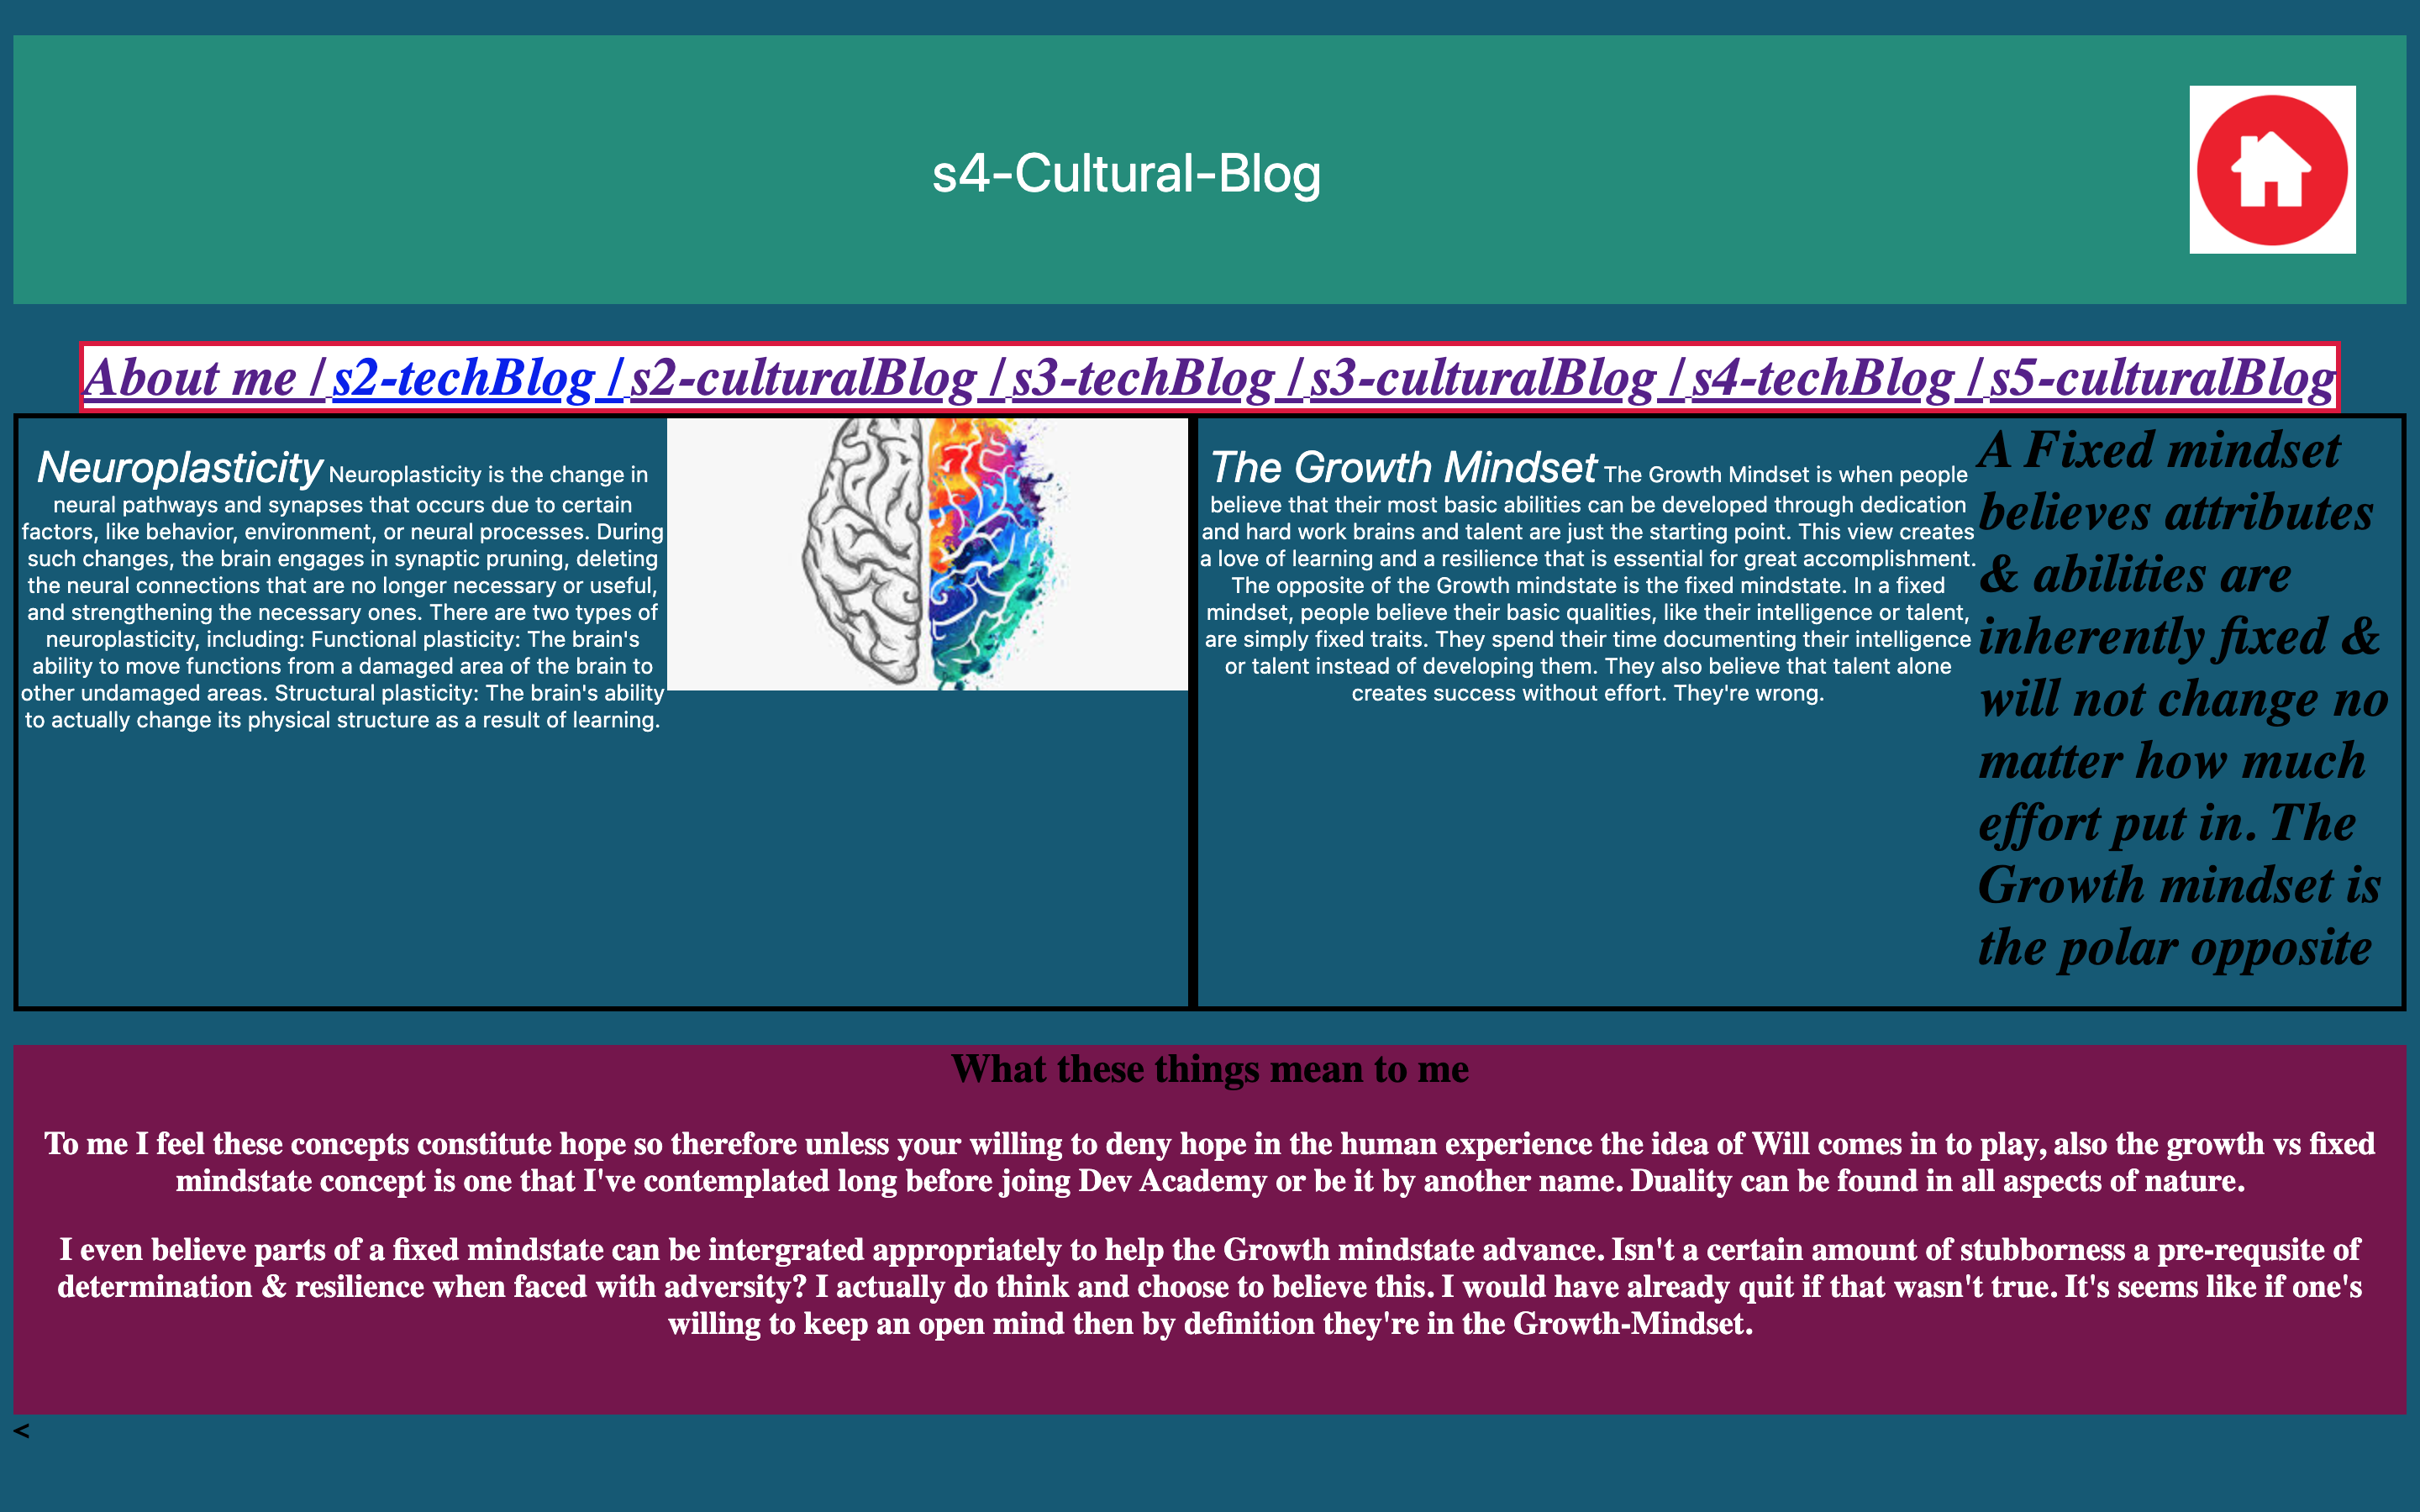 s4-Cultural-Blog
About me / s2-techBlog / s2-culturalBlog / s3-techBlog / s3-culturalBlog / s4-techBlog / s5-culturalBlog
Neuroplasticity Neuroplasticity is the change in
neural pathways and synapses that occurs due to certain
factors, like behavior, environment, or neural processes. During
such changes, the brain engages in synaptic pruning, deleting
the neural connections that are no longer necessary or useful,
and strengthening the necessary ones. There are two types of
neuroplasticity, including: Functional plasticity: The brain's
ability to move functions from a damaged area of the brain to
other undamaged areas. Structural plasticity: The brain's ability
to actually change its physical structure as a result of learning.
The Growth Mindset The Growth Mindset is when people
believe that their most basic abilities can be developed through dedication
and hard work brains and talent are just the starting point. This view creates
a love of learning and a resilience that is essential for great accomplishment.
The opposite of the Growth mindstate is the fixed mindstate. In a fixed
mindset, people believe their basic qualities, like their intelligence or talent,
are simply fixed traits. They spend their time documenting their intelligence
or talent instead of developing them. They also believe that talent alone
creates success without effort. They're wrong.
A Fixed mindset
believes attributes
& abilities are
inherently fixed &
will not change no
matter how much
effort put in. The
Growth mindset is
the polar opposite
What these things mean to me
To me I feel these concepts constitute hope so therefore unless your willing to deny hope in the human experience the idea of Will comes in to play, also the growth vs fixed
mindstate concept is one that I've contemplated long before joing Dev Academy or be it by another name. Duality can be found in all aspects of nature.
I even believe parts of a fixed mindstate can be intergrated appropriately to help the Growth mindstate advance. Isn't a certain amount of stubborness a pre-requsite of
determination & resilience when faced with adversity? I actually do think and choose to believe this. I would have already quit if that wasn't true. It's seems like if one's
willing to keep an open mind then by definition they're in the Growth-Mindset.
<